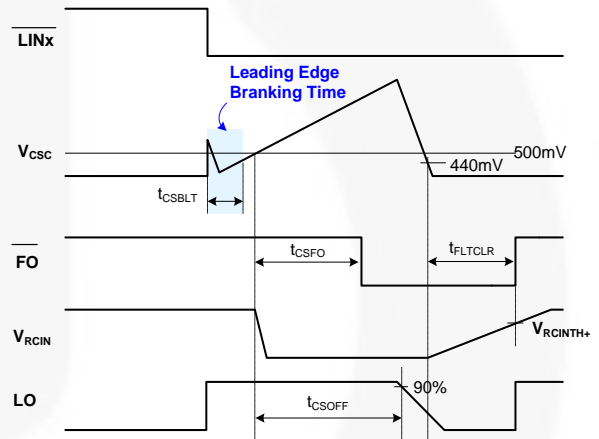 LINx
Leading Edge
Branking Time
VCSC
500mV
440mV
tCSBLT
FO
tCSFO
tFLTCLR
VRCIN
VRCINTH+
LO
90%
tCSOFF